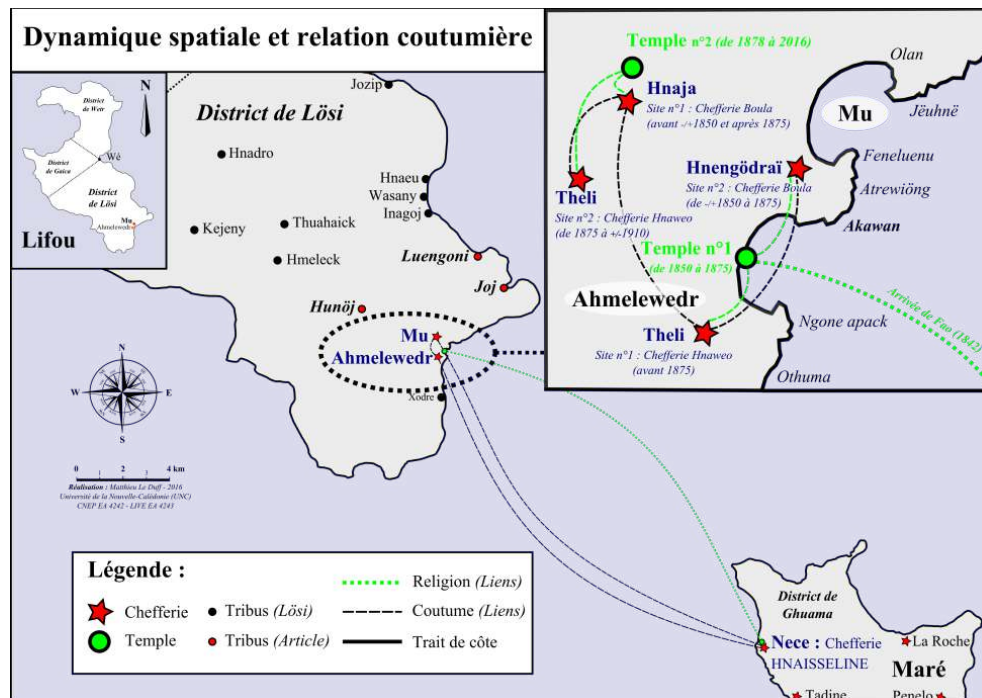 Dynamique spatiale et relation coutumière
N
District
de Wetr
Wé
District
de Gaica
District
de Lösi
Mu
Ahmelewedr
Lifou
District de Lösi
Jozip
Hnadro
Hnaeu
Wasany
Inagoj
Kejeny
Thuahaick
Hmeleck
Luengoni
Joj
Hunöj
Mu
Ahmelewedr
Xodre
N
W
E
S
0
2
4 km
Réalisation : Matthieu Le Duff - 2016
Université de la Nouvelle-Calédonie (UNC)
CNEP EA 4242 - LIVE EA 4243
Temple n°2 (de 1878 à 2016)
Hnaja
Site n°1 : Chefferie Boula
(avant -/+1850 et après 1875)
Olan
Mu
Jëuhnë
Hnengödraï
Site n°2 : Chefferie Boula
(de -/+1850 à 1875)
Feneluenu
Atrewiöng
Akawan
Theli
Site n°2 : Chefferie Hnaweo
(de 1875 à +/-1910)
Temple n°1
(de 1850 à 1875)
Arrivée de Fao (1842)
Ahmelewedr
Ngone apack
Theli
Site n°1 : Chefferie Hnaweo
(avant 1875)
Othuma
Légende :
Chefferie
Temple
Tribus (Lösi)
Tribus (Article)
Religion (Liens)
Coutume (Liens)
Trait de côte
District de
Ghuama
Nece : Chefferie
HNAISSELINE
La Roche
Maré
Tadine
Penelo